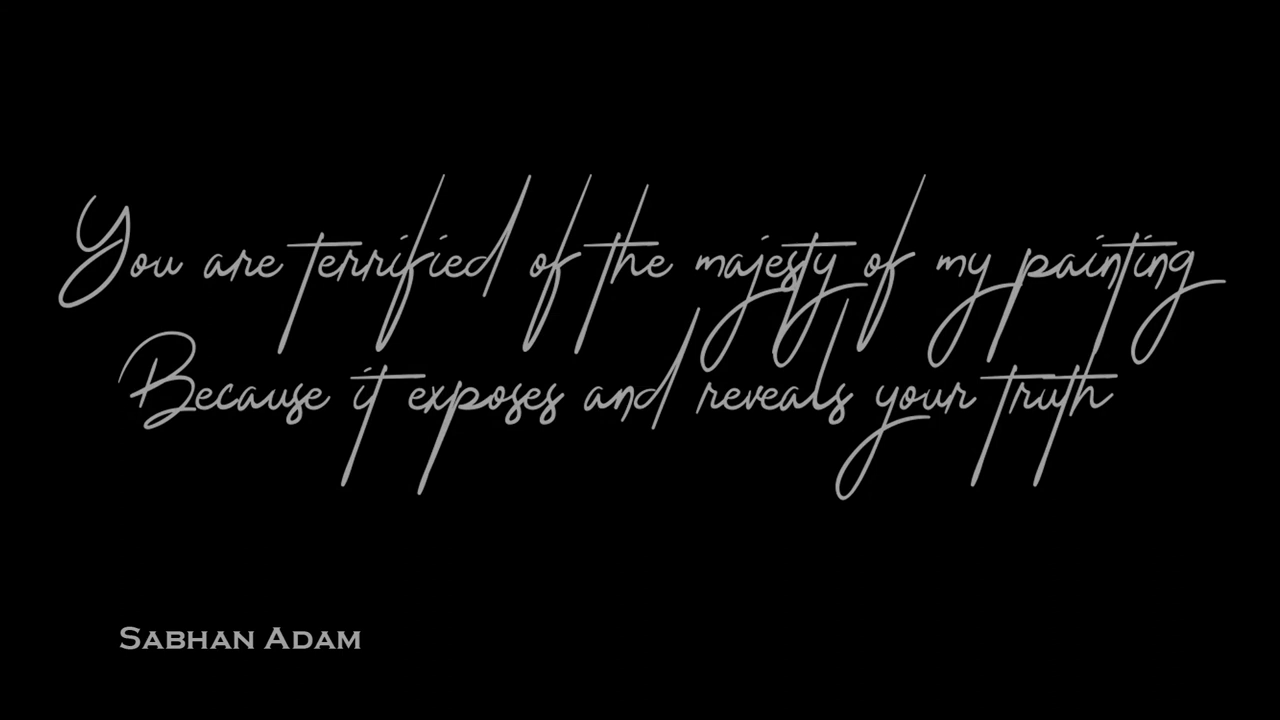 You are terrified of the majesty of my painting
Because it exposes and reveals your truth
SABHAN ADAM